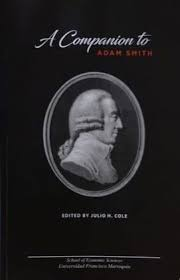 A Companion to
ADAM SMITH
EDITED BY JULIO H. COLE
School of Economic Sciences
Universidad Francisco Marroquín